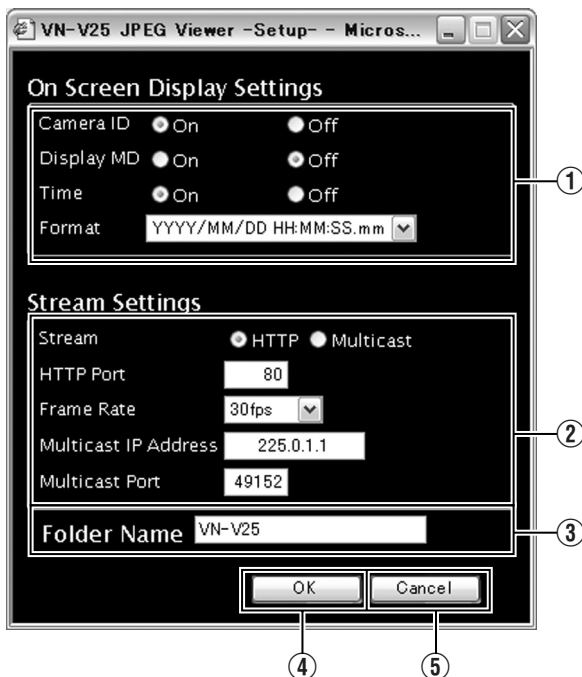 VN-V25 JPEG Viewer -Setup- - Micros...
On Screen Display Settings
Camera ID On Off
Display MD On Off
Time On Off
Format YYYY/MM/DD HH:MM:SS.mm
①
Stream Settings
Stream HTTP Multicast
HTTP Port 80
Frame Rate 30fps
Multicast IP Address 225.0.1.1
Multicast Port 49152
②
Folder Name VN-V25
③
OK Cancel
④ ⑤